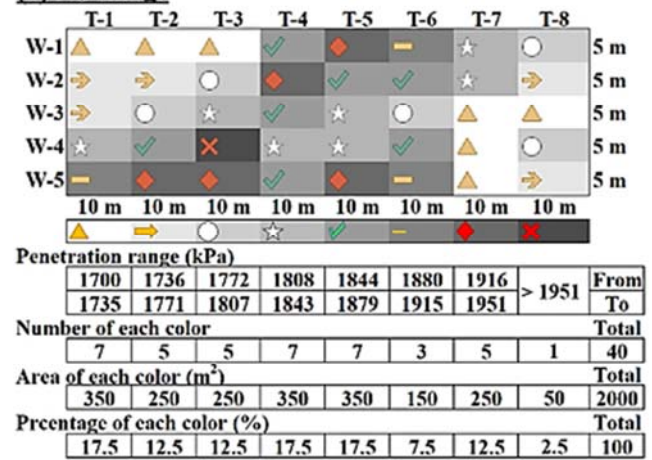 T-1 T-2 T-3 T-4 T-5 T-6 T-7 T-8
W-1 5 m
W-2 5 m
W-3 5 m
W-4 5 m
W-5 5 m
10 m 10 m 10 m 10 m 10 m 10 m 10 m 10 m
Penetration range (kPa)
1700 1736 1772 1808 1844 1880 1916 > 1951 From
1735 1771 1807 1843 1879 1915 1951 To
Number of each color Total
7 5 5 7 7 3 5 1 40
Area of each color (m²) Total
350 250 250 350 350 150 250 50 2000
Prcentage of each color (%) Total
17.5 12.5 12.5 17.5 17.5 7.5 12.5 2.5 100